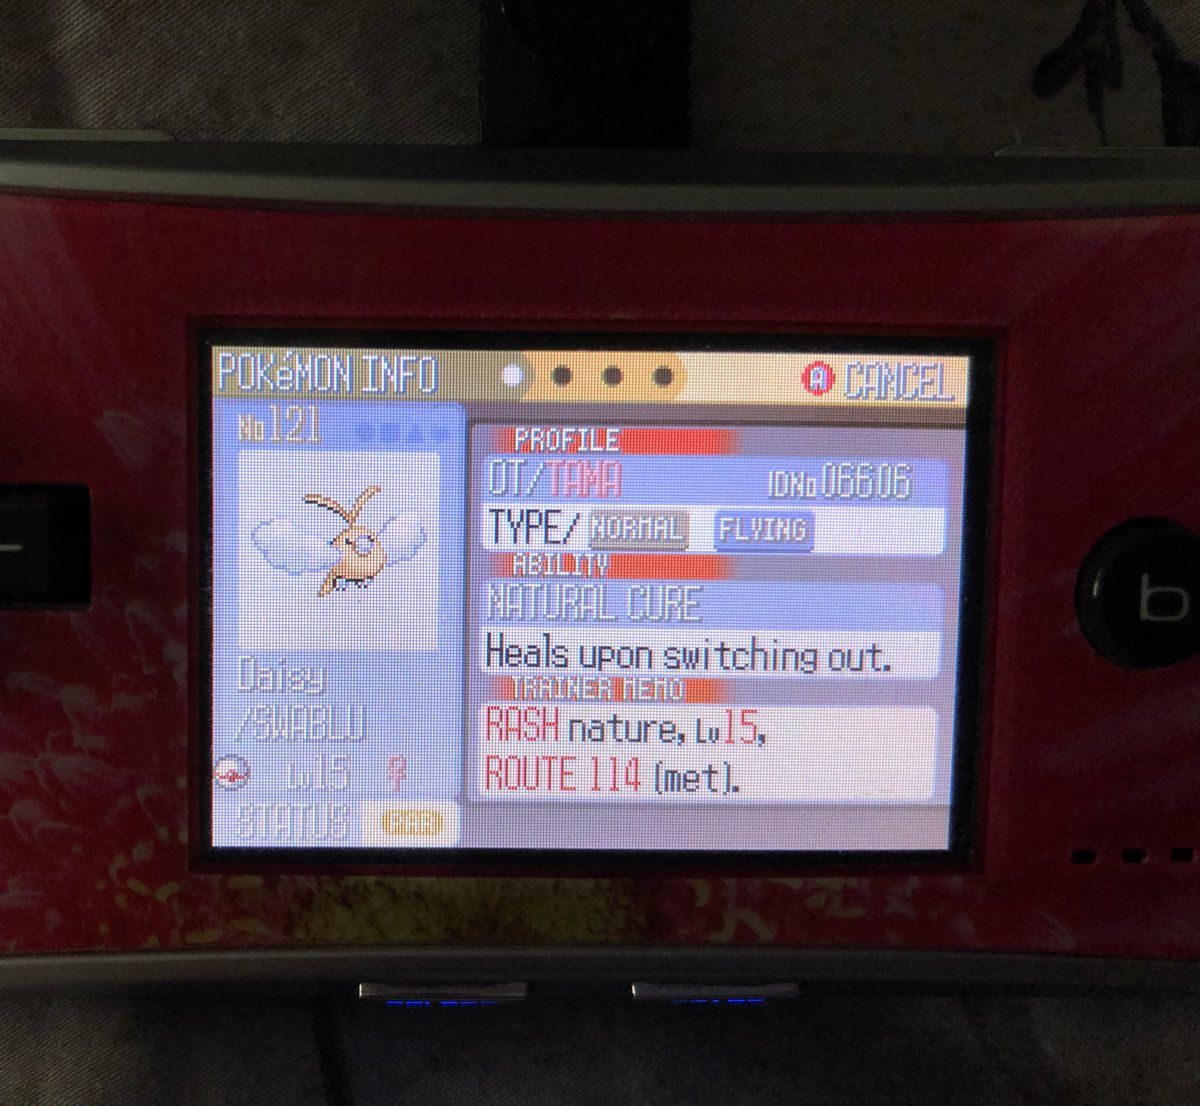 POKéMON INFO
A CANCEL
No121
PROFILE
OT/TAMA IDNo06606
TYPE/ NORMAL FLYING
ABILITY
NATURAL CURE
Heals upon switching out.
TRAINER MEMO
RASH nature, Lv15,
ROUTE 114 (met).
Daisy
/SWABLU
Lv15 ♀
STATUS PAR
b